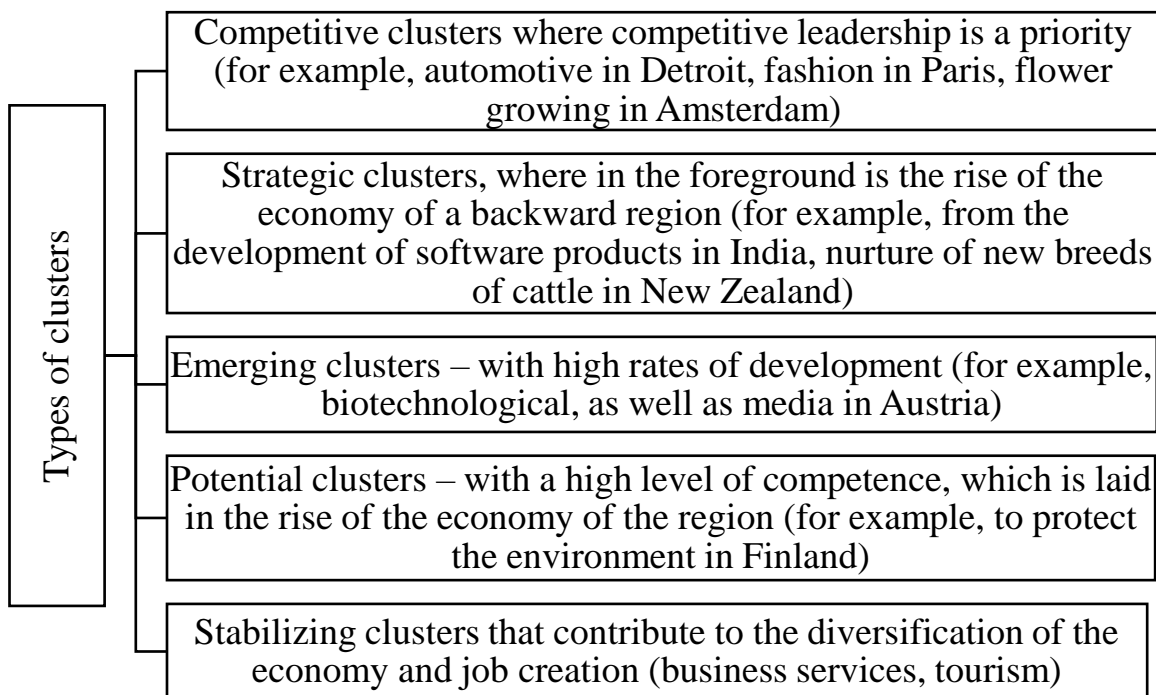 Types of clusters
Competitive clusters where competitive leadership is a priority
(for example, automotive in Detroit, fashion in Paris, flower
growing in Amsterdam)
Strategic clusters, where in the foreground is the rise of the
economy of a backward region (for example, from the
development of software products in India, nurture of new breeds
of cattle in New Zealand)
Emerging clusters – with high rates of development (for example,
biotechnological, as well as media in Austria)
Potential clusters – with a high level of competence, which is laid
in the rise of the economy of the region (for example, to protect
the environment in Finland)
Stabilizing clusters that contribute to the diversification of the
economy and job creation (business services, tourism)